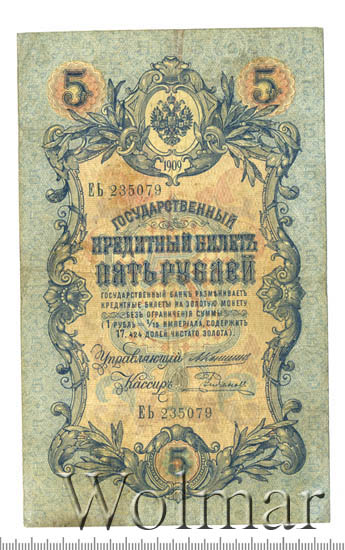 5 5
1909
ЕЬ 235079
ГОСУДАРСТВЕННЫЙ
КРЕДИТНЫЙ БИЛЕТЪ
ПЯТЬ РУБЛЕЙ
ГОСУДАРСТВЕННЫЙ БАНКЪ РАЗМѢНИВАЕТЪ
КРЕДИТНЫЕ БИЛЕТЫ НА ЗОЛОТУЮ МОНЕТУ
БЕЗЪ ОГРАНИЧЕНІЯ СУММЫ
(1 РУБЛЬ = 1/15 ИМПЕРІАЛА, СОДЕРЖИТЪ
17,424 ДОЛЕЙ ЧИСТАГО ЗОЛОТА).
Управляющій
Кассиръ
ЕЬ 235079
5
Wolmar